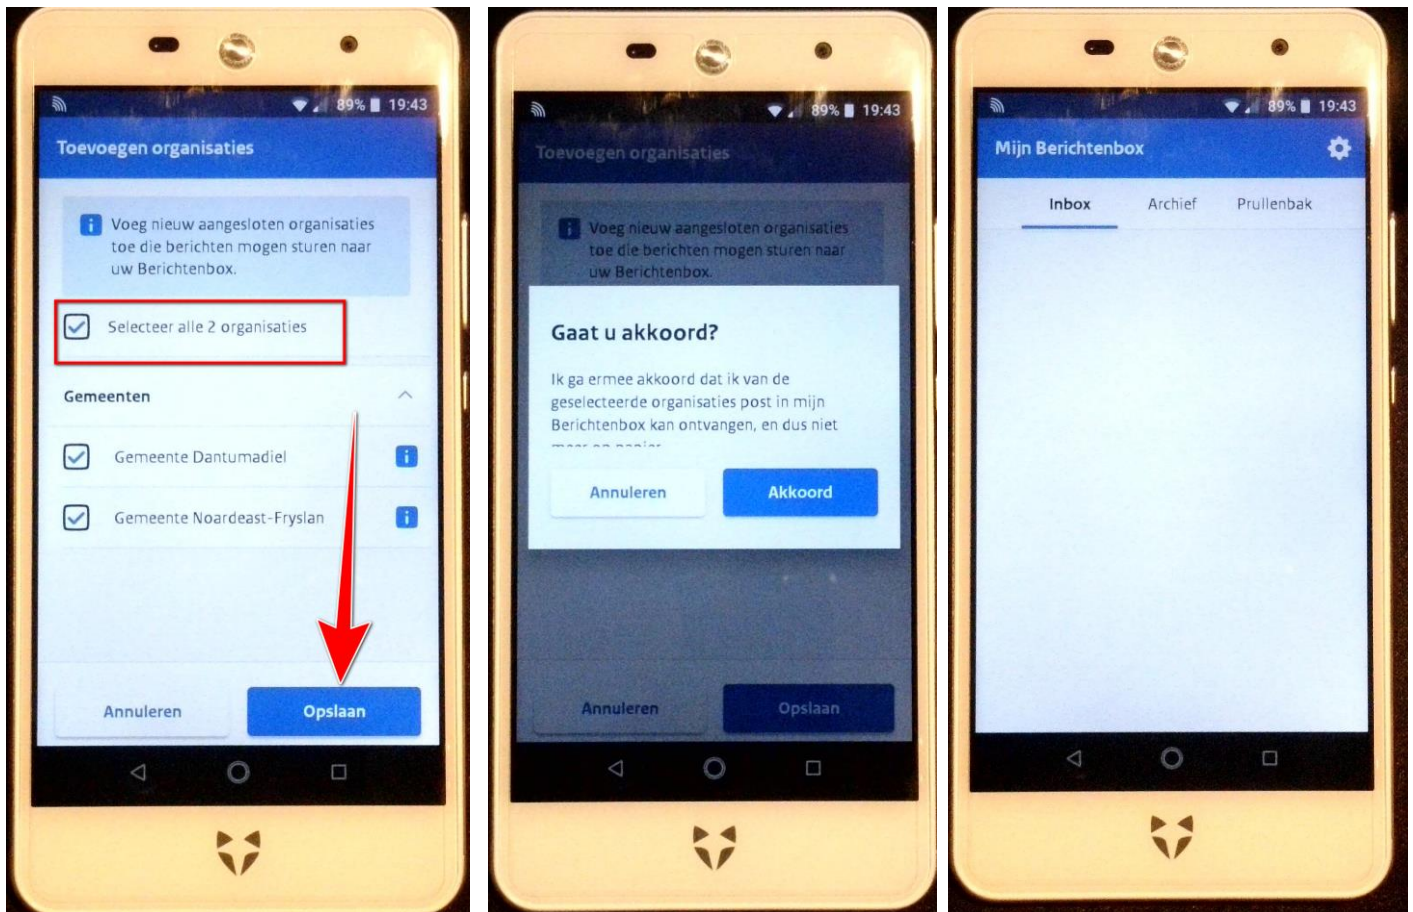 89% 19:43
Toevoegen organisaties
Voeg nieuw aangesloten organisaties
toe die berichten mogen sturen naar
uw Berichtenbox.
Selecteer alle 2 organisaties
Gemeenten
Gemeente Dantumadiel
Gemeente Noardeast-Fryslan
Annuleren Opslaan
89% 19:43
Toevoegen organisaties
Voeg nieuw aangesloten organisaties
toe die berichten mogen sturen naar
uw Berichtenbox.
Gaat u akkoord?
Ik ga ermee akkoord dat ik van de
geselecteerde organisaties post in mijn
Berichtenbox kan ontvangen, en dus niet
meer op papier.
Annuleren Akkoord
Annuleren Opslaan
89% 19:43
Mijn Berichtenbox
Inbox Archief Prullenbak